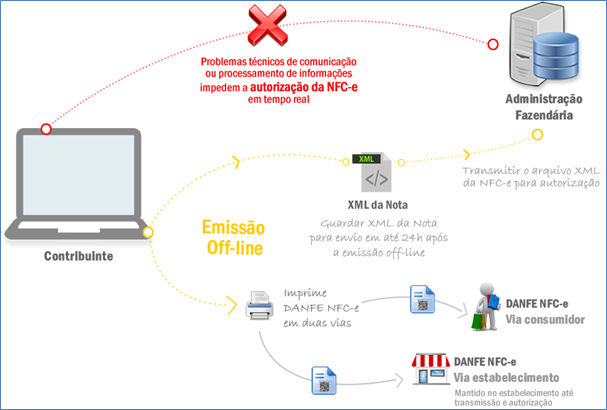 Problemas técnicos de comunicação
ou processamento de informações
impedem a autorização da NFC-e
em tempo real
Administração
Fazendária
XML
</>
XML da Nota
Guardar XML da Nota
para envio em até 24h após
a emissão off-line
Transmitir o arquivo XML
da NFC-e para autorização
Contribuinte
Emissão
Off-line
Imprime
DANFE NFC-e
em duas vias
DANFE NFC-e
Via consumidor
DANFE NFC-e
Via estabelecimento
Mantido no estabelecimento até
transmissão e autorização